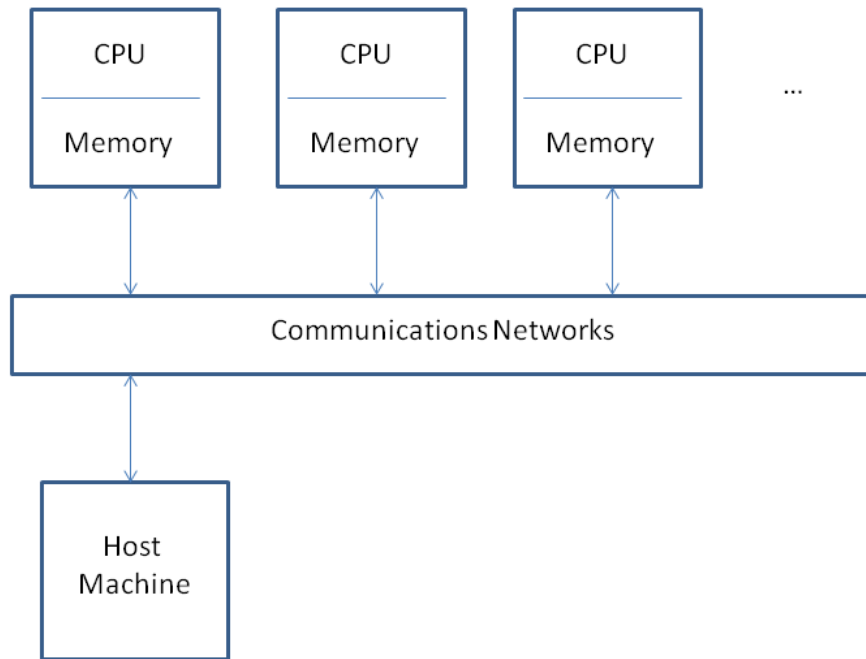 CPU
CPU
CPU
...
Memory
Memory
Memory
Communications Networks
Host
Machine